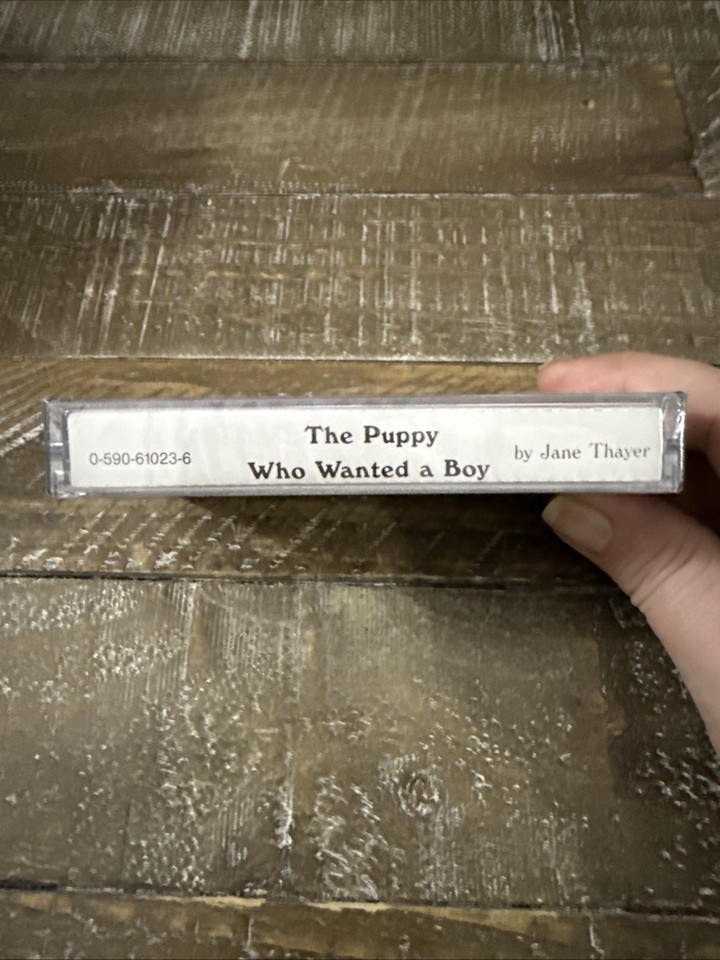 0-590-61023-6
The Puppy
Who Wanted a Boy
by Jane Thayer